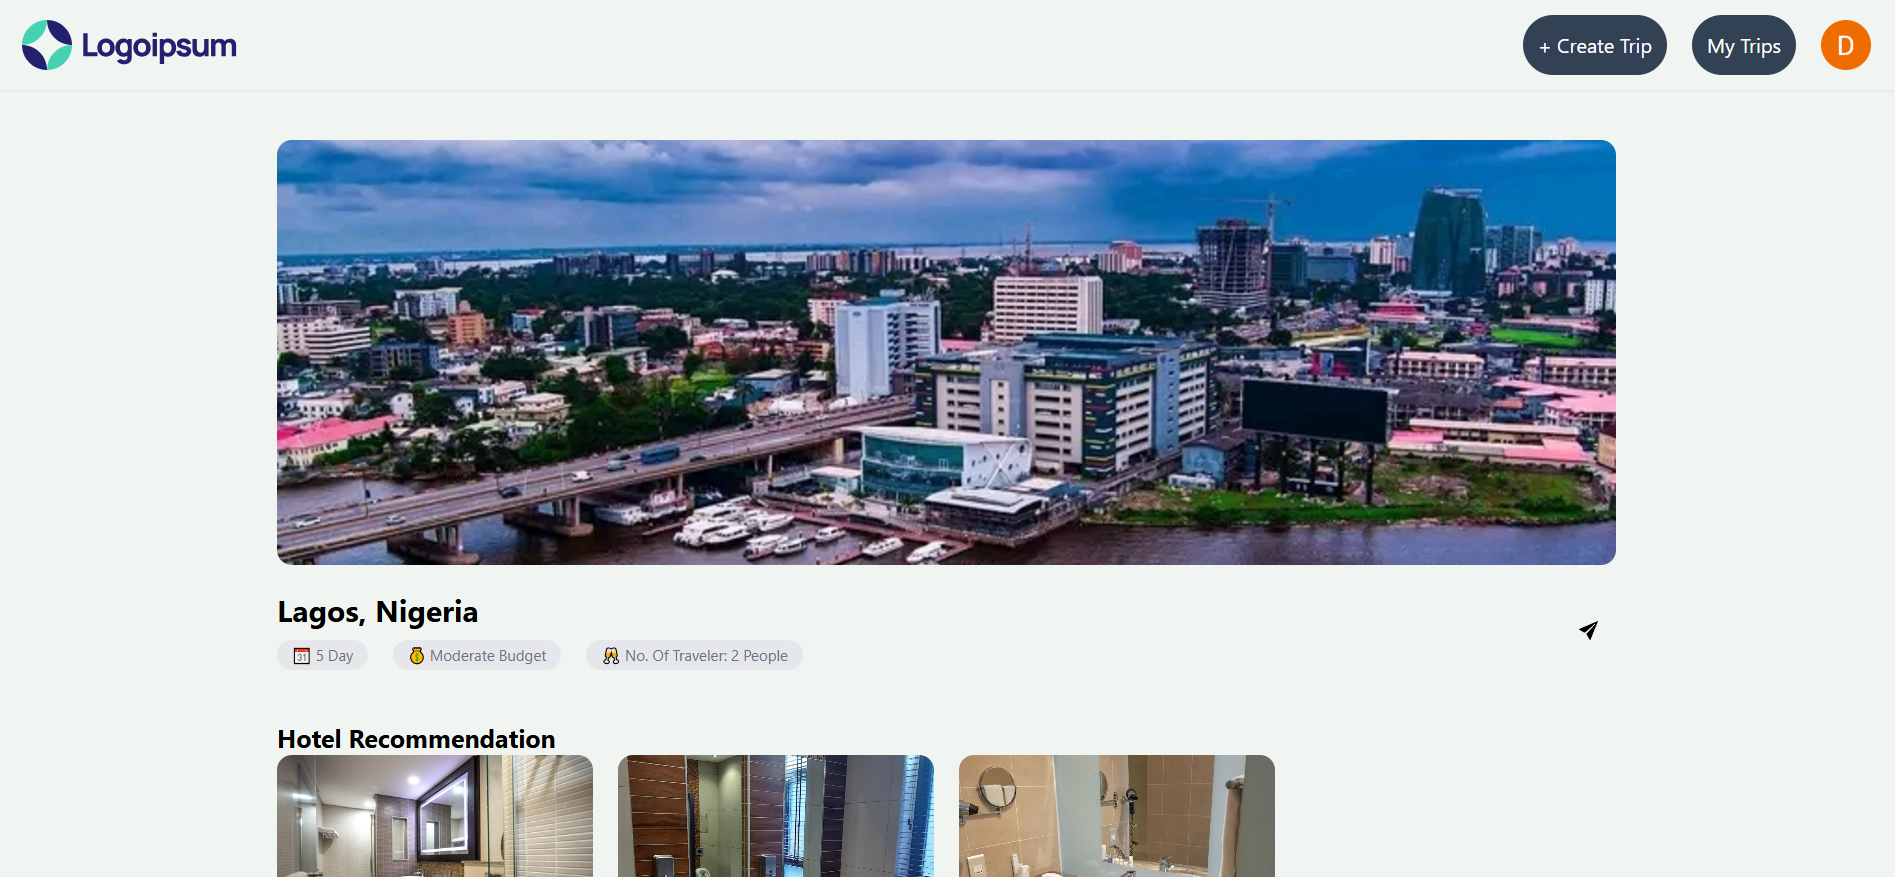 Logoipsum
+ Create Trip
My Trips
D
Lagos, Nigeria
31 5 Day
Moderate Budget
No. Of Traveler: 2 People
Hotel Recommendation